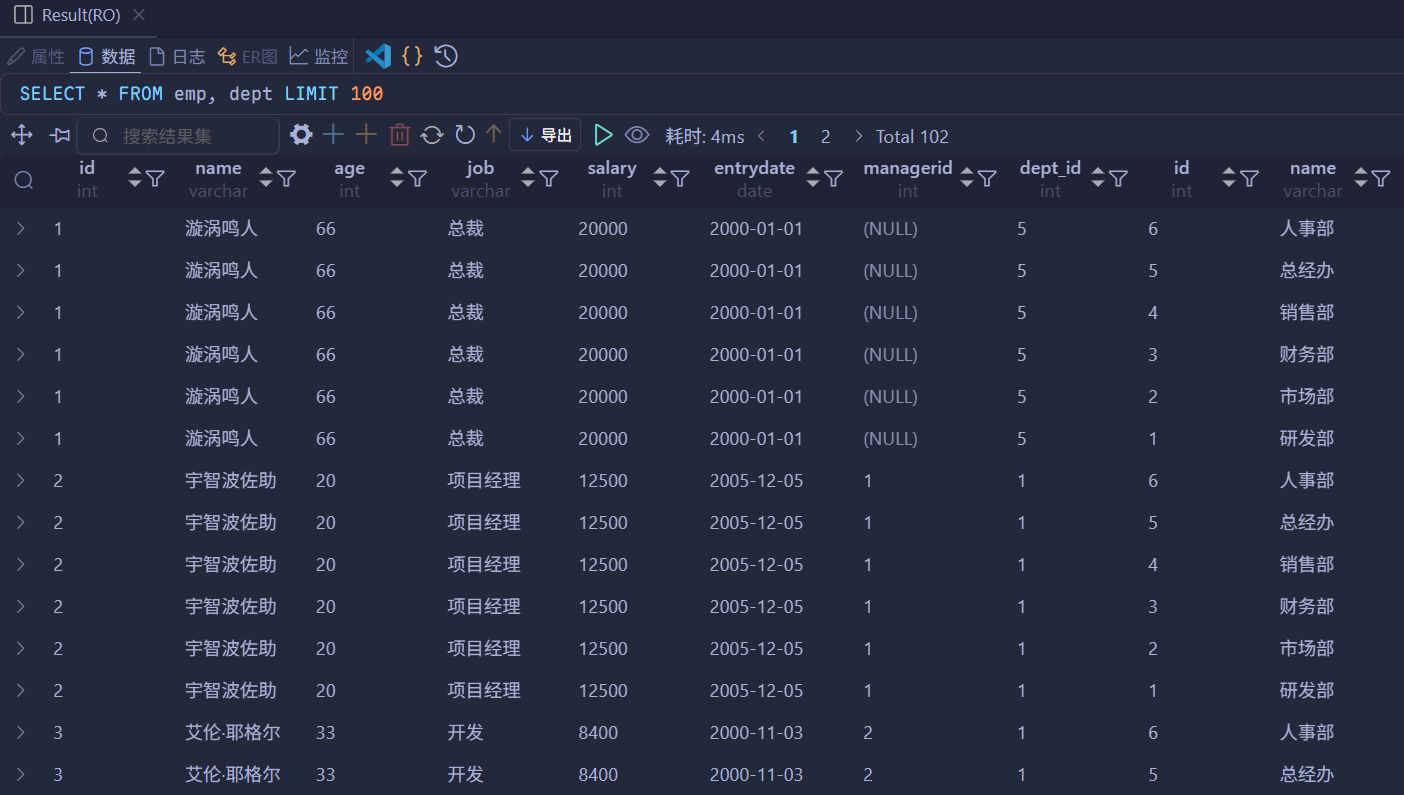 Result(RO)
属性 数据 日志 ER图 监控 {}
SELECT * FROM emp, dept LIMIT 100
搜索结果集 导出 耗时: 4ms 1 2 Total 102
id name age job salary entrydate managerid dept_id id name
int varchar int varchar int date int int int varchar
1 漩涡鸣人 66 总裁 20000 2000-01-01 (NULL) 5 6 人事部
1 漩涡鸣人 66 总裁 20000 2000-01-01 (NULL) 5 5 总经办
1 漩涡鸣人 66 总裁 20000 2000-01-01 (NULL) 5 4 销售部
1 漩涡鸣人 66 总裁 20000 2000-01-01 (NULL) 5 3 财务部
1 漩涡鸣人 66 总裁 20000 2000-01-01 (NULL) 5 2 市场部
1 漩涡鸣人 66 总裁 20000 2000-01-01 (NULL) 5 1 研发部
2 宇智波佐助 20 项目经理 12500 2005-12-05 1 1 6 人事部
2 宇智波佐助 20 项目经理 12500 2005-12-05 1 1 5 总经办
2 宇智波佐助 20 项目经理 12500 2005-12-05 1 1 4 销售部
2 宇智波佐助 20 项目经理 12500 2005-12-05 1 1 3 财务部
2 宇智波佐助 20 项目经理 12500 2005-12-05 1 1 2 市场部
2 宇智波佐助 20 项目经理 12500 2005-12-05 1 1 1 研发部
3 艾伦·耶格尔 33 开发 8400 2000-11-03 2 1 6 人事部
3 艾伦·耶格尔 33 开发 8400 2000-11-03 2 1 5 总经办